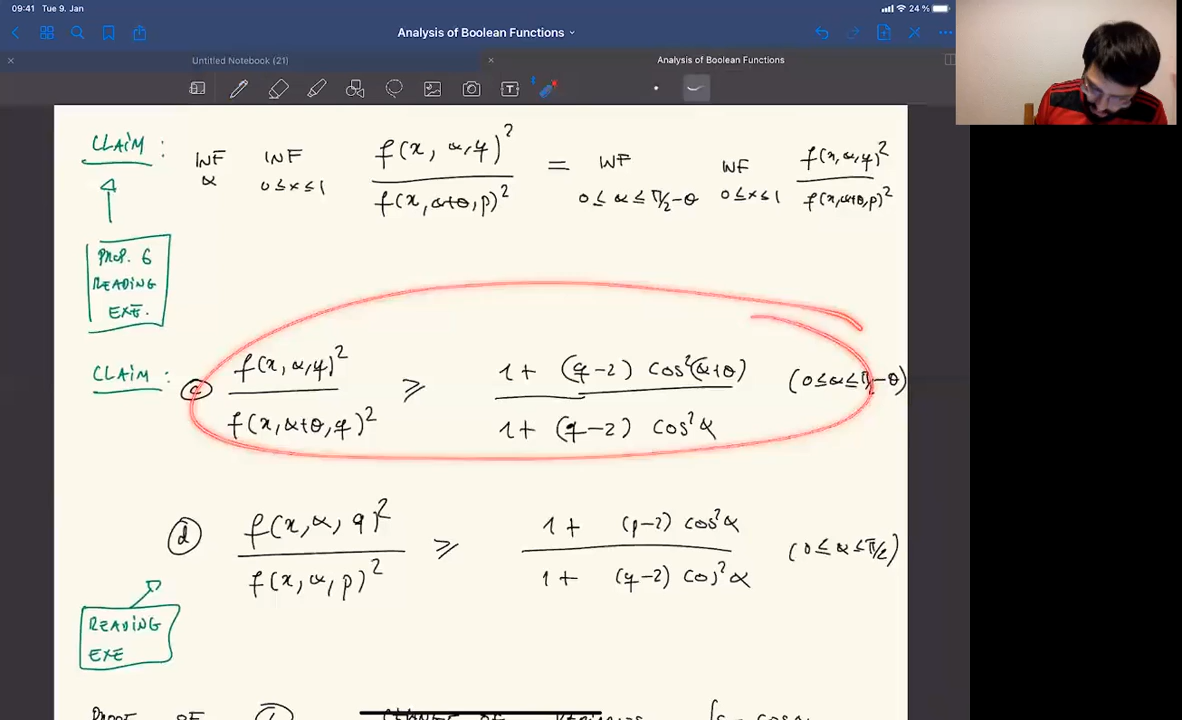 09:41 Tue 9. Jan 24 %
Analysis of Boolean Functions
Untitled Notebook (21) Analysis of Boolean Functions
CLAIM : INF α INF 0≤x≤1 f(x, α,q)² / f(x,α+θ,p)² = INF 0≤α≤π/2-θ INF 0≤x≤1 f(x,α,q)² / f(x,α+θ,p)²
PROP. 6
READING
EXE.
CLAIM : c f(x,α,q)² / f(x,α+θ,q)² ≥ 1+ (q-2) cos²(α+θ) / 1+ (q-2) cos²α (0≤α≤π/2-θ)
d f(x,α,q)² / f(x,α,p)² ≥ 1+ (p-2) cos²α / 1+ (q-2) cos²α (0≤α≤π/2)
READING
EXE
PROOF OF